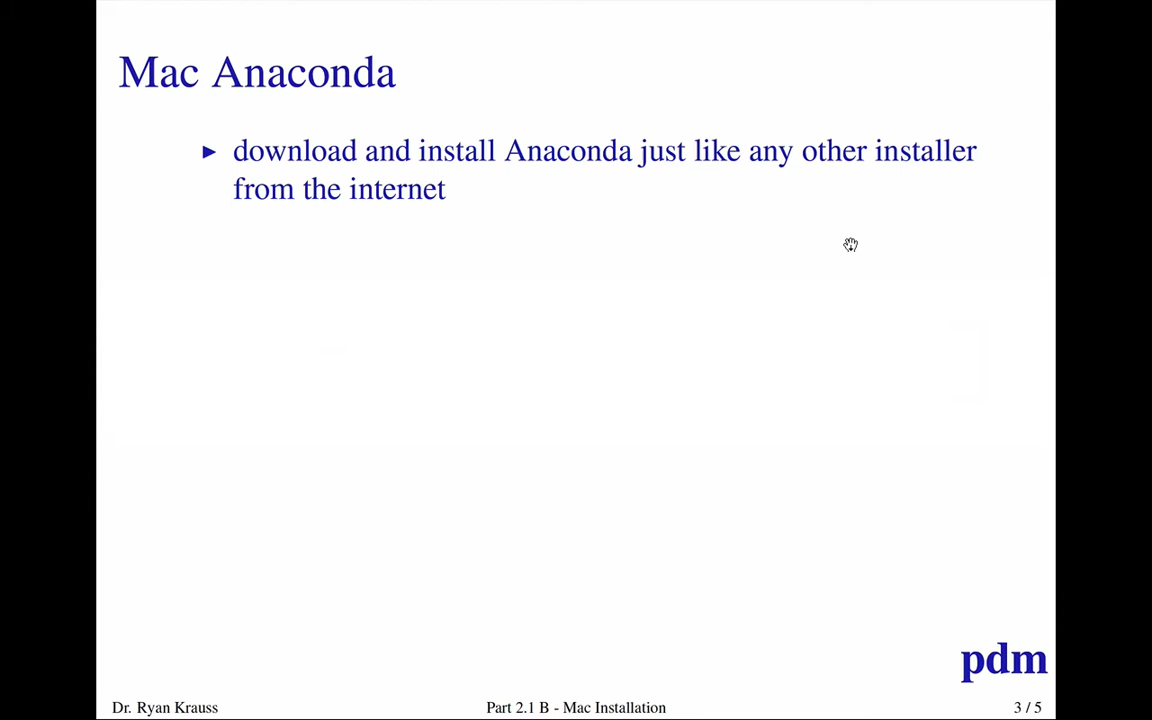 Mac Anaconda
▶ download and install Anaconda just like any other installer
from the internet
pdm
Dr. Ryan Krauss
Part 2.1 B - Mac Installation
3 / 5